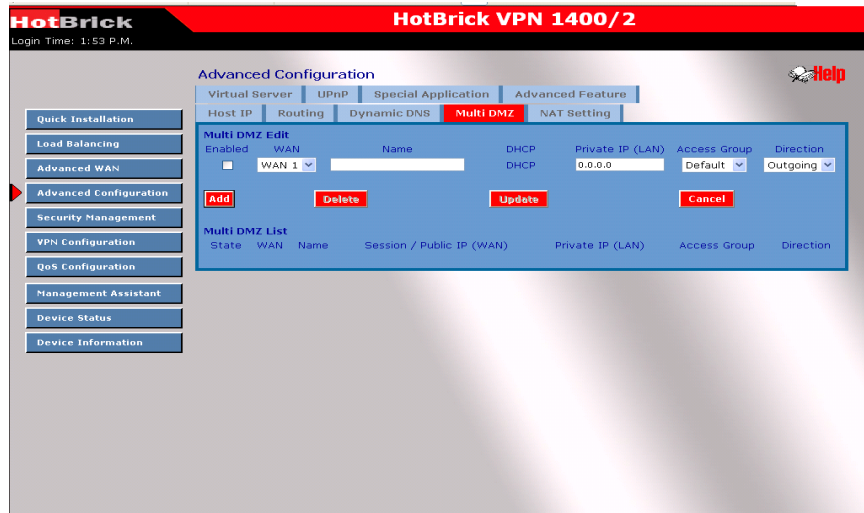 HotBrick
HotBrick VPN 1400/2
Login Time: 1:53 P.M.
Advanced Configuration
Help
Virtual Server UPnP Special Application Advanced Feature
Host IP Routing Dynamic DNS Multi DMZ NAT Setting
Quick Installation
Load Balancing
Advanced WAN
Advanced Configuration
Security Management
VPN Configuration
QoS Configuration
Management Assistant
Device Status
Device Information
Multi DMZ Edit
Enabled WAN Name DHCP Private IP (LAN) Access Group Direction
WAN 1 DHCP 0.0.0.0 Default Outgoing
Add Delete Update Cancel
Multi DMZ List
State WAN Name Session / Public IP (WAN) Private IP (LAN) Access Group Direction